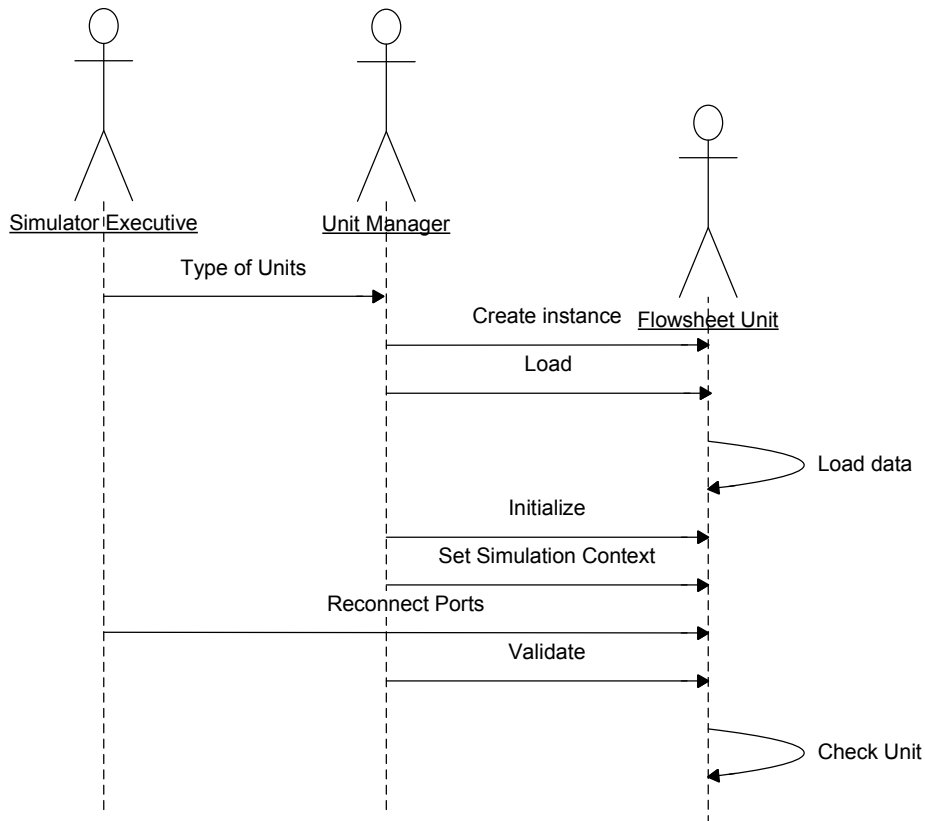 Simulator Executive
Unit Manager
Type of Units
Create instance
Flowsheet Unit
Load
Load data
Initialize
Set Simulation Context
Reconnect Ports
Validate
Check Unit